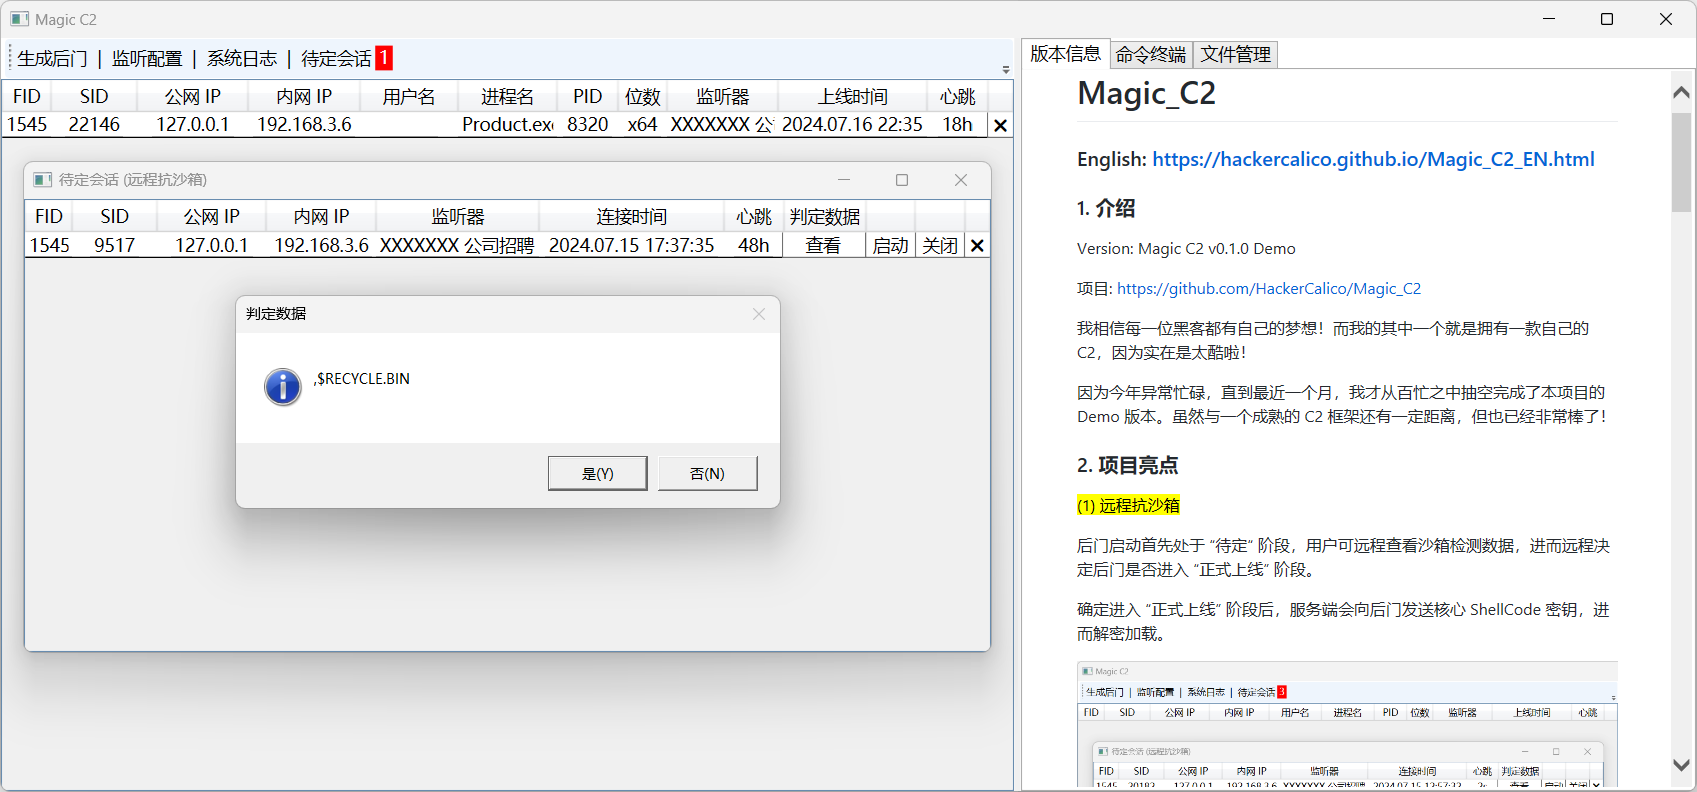 Magic C2
生成后门 | 监听配置 | 系统日志 | 待定会话 1
FID SID 公网 IP 内网 IP 用户名 进程名 PID 位数 监听器 上线时间 心跳
1545 22146 127.0.0.1 192.168.3.6 Product.exe 8320 x64 XXXXXXX 公 2024.07.16 22:35 18h
待定会话 (远程抗沙箱)
FID SID 公网 IP 内网 IP 监听器 连接时间 心跳 判定数据
1545 9517 127.0.0.1 192.168.3.6 XXXXXXX 公司招聘 2024.07.15 17:37:35 48h 查看 启动 关闭
判定数据
,$RECYCLE.BIN
是(Y) 否(N)
版本信息 命令终端 文件管理
Magic_C2
English: https://hackercalico.github.io/Magic_C2_EN.html
1. 介绍
Version: Magic C2 v0.1.0 Demo
项目: https://github.com/HackerCalico/Magic_C2
我相信每一位黑客都有自己的梦想！而我的其中一个就是拥有一款自己的
C2，因为实在是太酷啦！
因为今年异常忙碌，直到最近一个月，我才从百忙之中抽空完成了本项目的
Demo 版本。虽然与一个成熟的 C2 框架还有一定距离，但也已经非常棒了！
2. 项目亮点
(1) 远程抗沙箱
后门启动首先处于 “待定” 阶段，用户可远程查看沙箱检测数据，进而远程决
定后门是否进入 “正式上线” 阶段。
确定进入 “正式上线” 阶段后，服务端会向后门发送核心 ShellCode 密钥，进
而解密加载。
Magic C2
生成后门 | 监听配置 | 系统日志 | 待定会话 3
FID SID 公网 IP 内网 IP 用户名 进程名 PID 位数 监听器 上线时间 心跳
待定会话 (远程抗沙箱)
FID SID 公网 IP 内网 IP 监听器 连接时间 心跳 判定数据